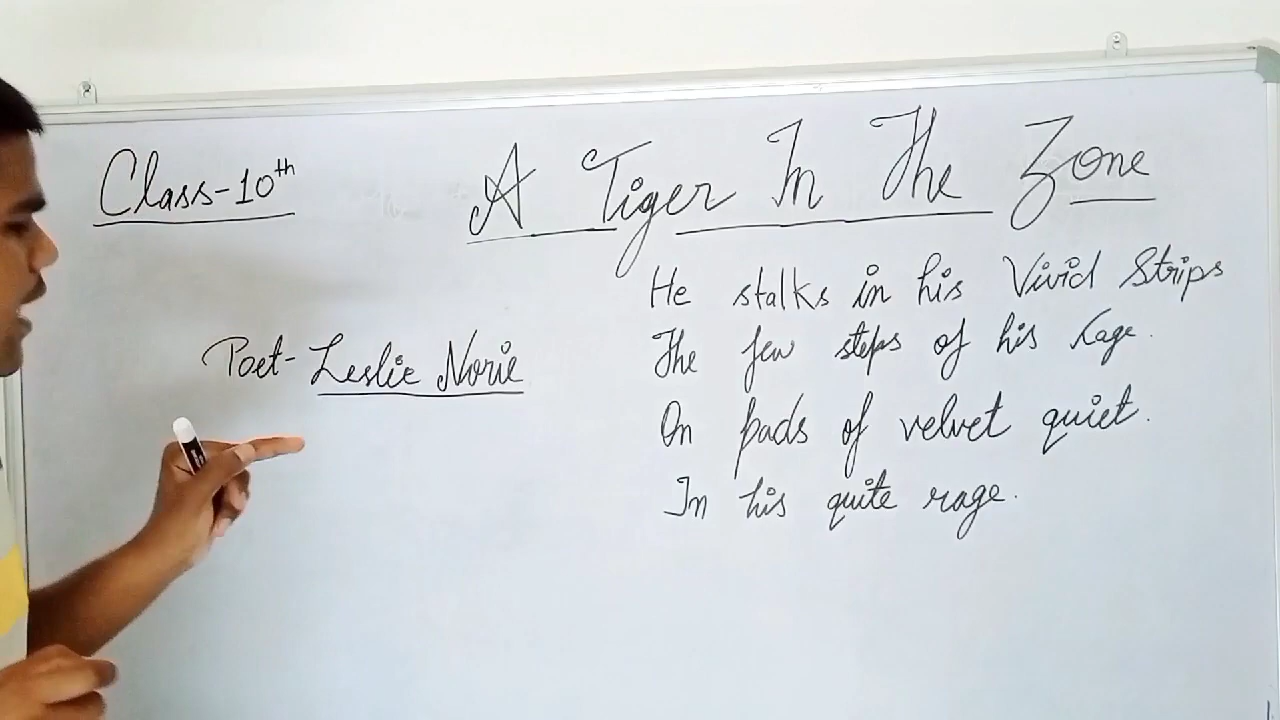 Class-10th
A Tiger In The Zone
He stalks in his Vivid Strips
The few steps of his Cage.
Poet- Leslie Norie
On pads of velvet quiet.
In his quite rage.